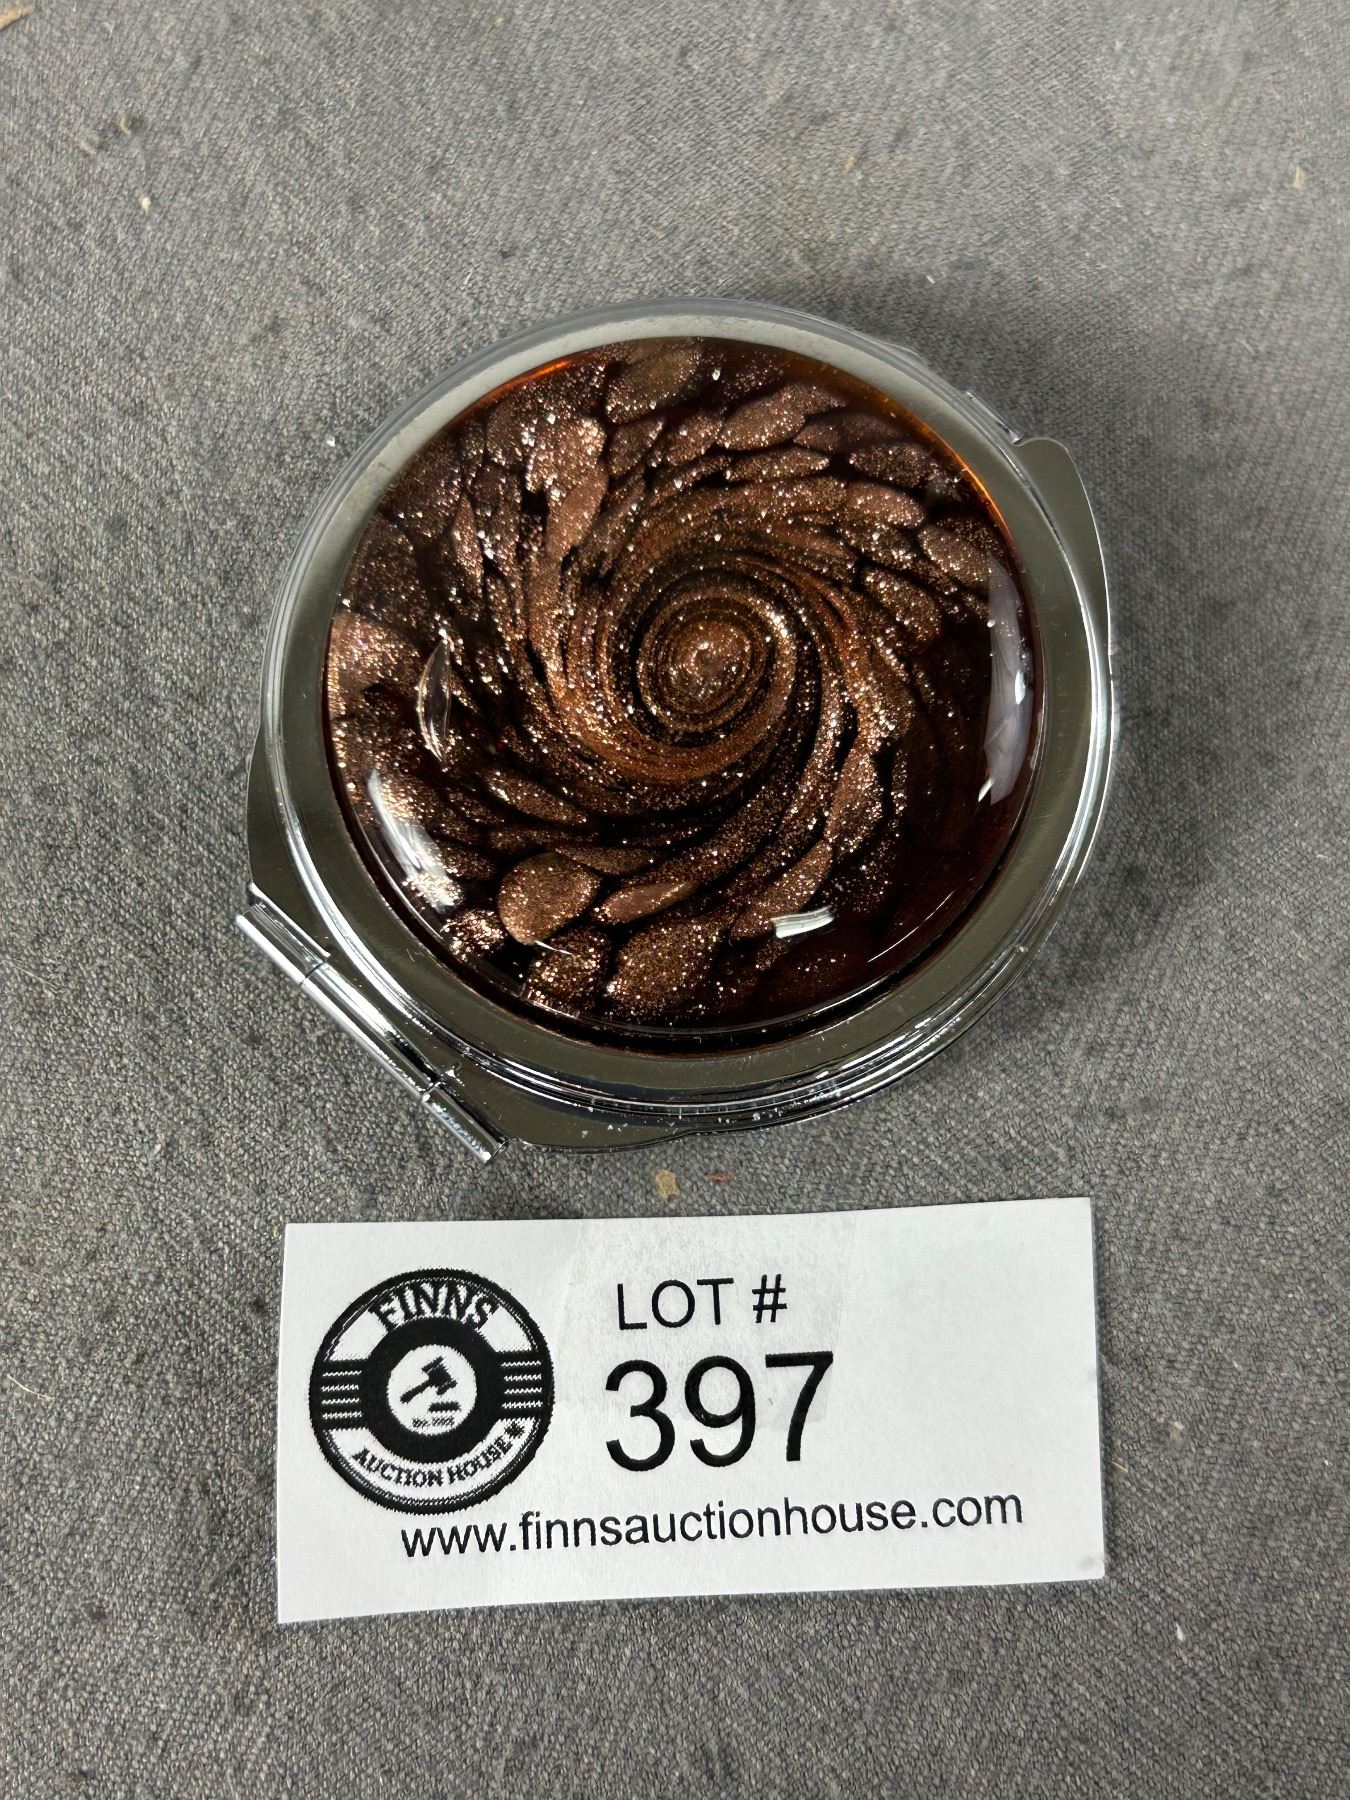 FINNS
AUCTION HOUSE
LOT #
397
www.finnsauctionhouse.com